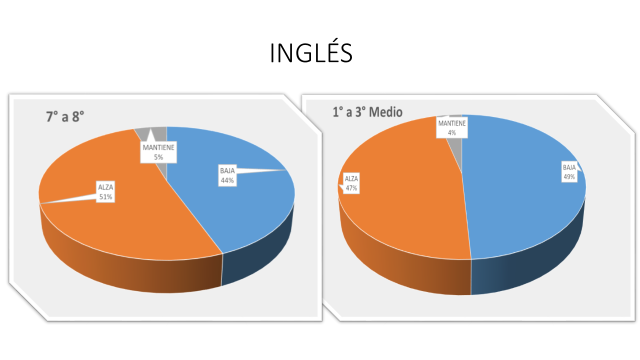 INGLÉS
7° a 8°
MANTIENE
5%
BAJA
44%
ALZA
51%
1° a 3° Medio
MANTIENE
4%
BAJA
49%
ALZA
47%